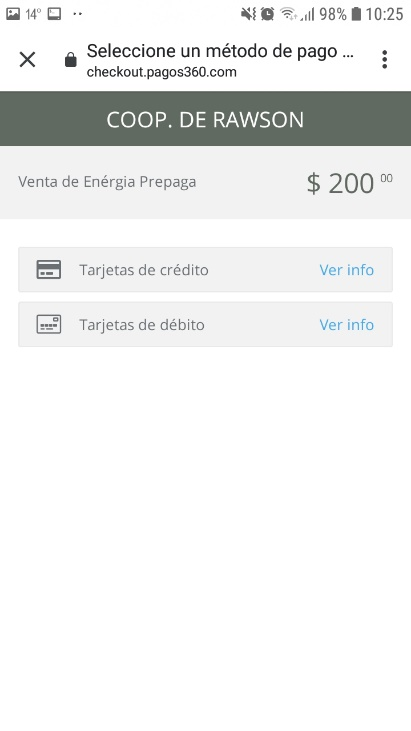 14°
98%
10:25
Seleccione un método de pago ...
checkout.pagos360.com
COOP. DE RAWSON
Venta de Enérgia Prepaga
$ 200 00
Tarjetas de crédito
Ver info
Tarjetas de débito
Ver info